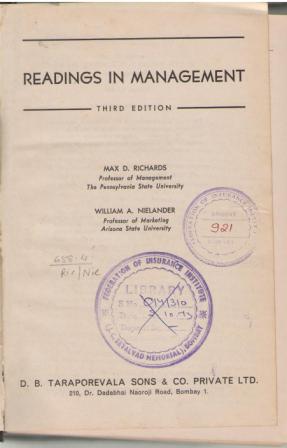 READINGS IN MANAGEMENT
THIRD EDITION
MAX D. RICHARDS
Professor of Management
The Pennsylvania State University
WILLIAM A. NIELANDER
Professor of Marketing
Arizona State University
921
658.4
Ric/Nie
FEDERATION OF INSURANCE INSTITUTE
LIBRARY
MEMORIAL), BOMBAY
D. B. TARAPOREVALA SONS & CO. PRIVATE LTD.
210, Dr. Dadabhai Naoroji Road, Bombay 1.